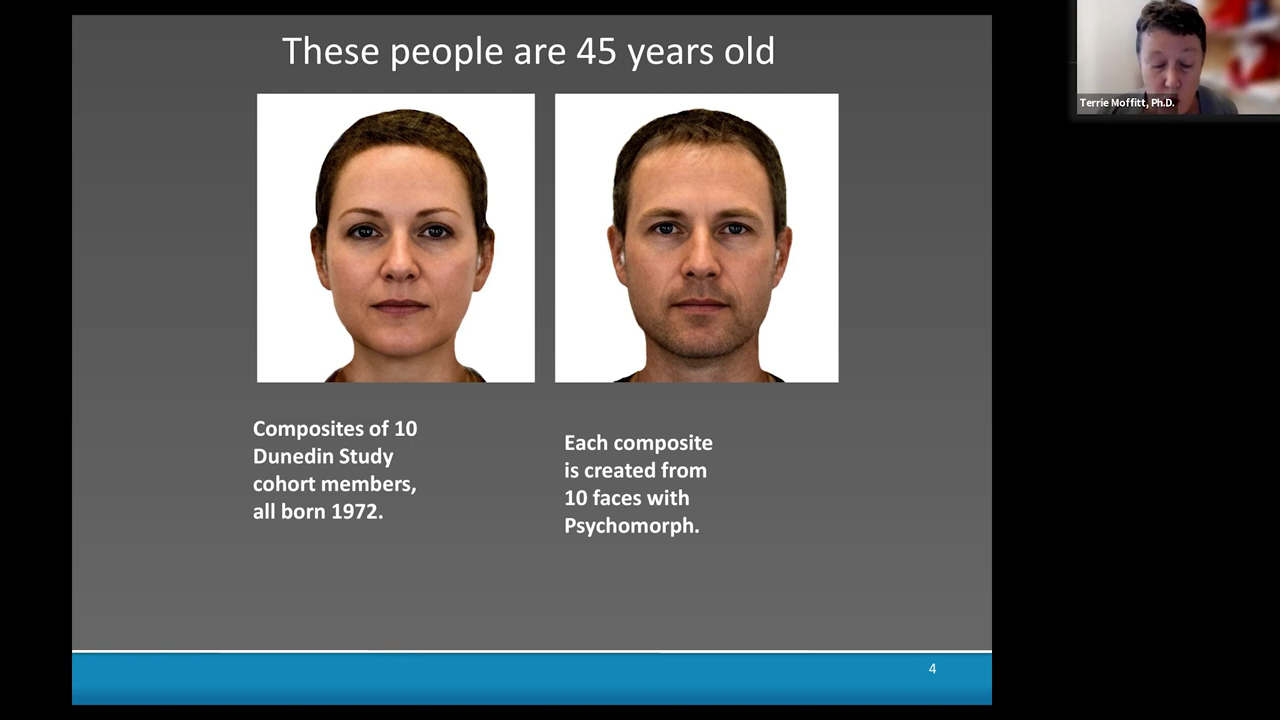 These people are 45 years old
Terrie Moffitt, Ph.D.
Composites of 10
Dunedin Study
cohort members,
all born 1972.
Each composite
is created from
10 faces with
Psychomorph.
4